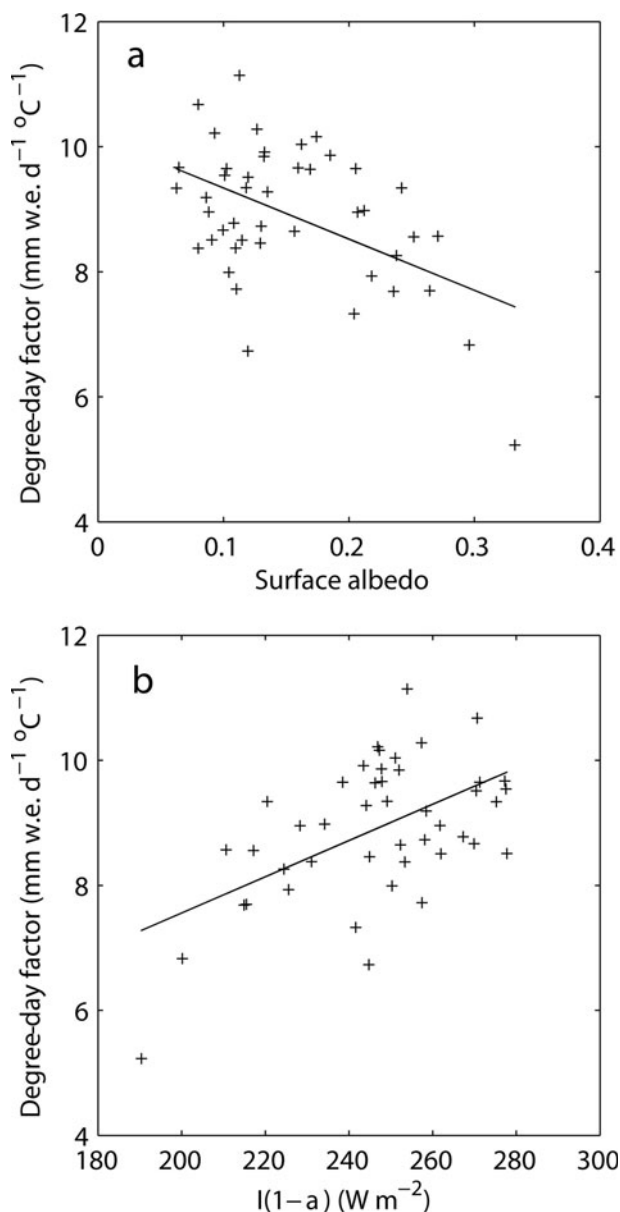 a
12
10
8
6
4
Degree-day factor (mm w.e. d⁻¹ °C⁻¹)
0 0.1 0.2 0.3 0.4
Surface albedo
b
12
10
8
6
4
Degree-day factor (mm w.e. d⁻¹ °C⁻¹)
180 200 220 240 260 280 300
I(1−a) (W m⁻²)